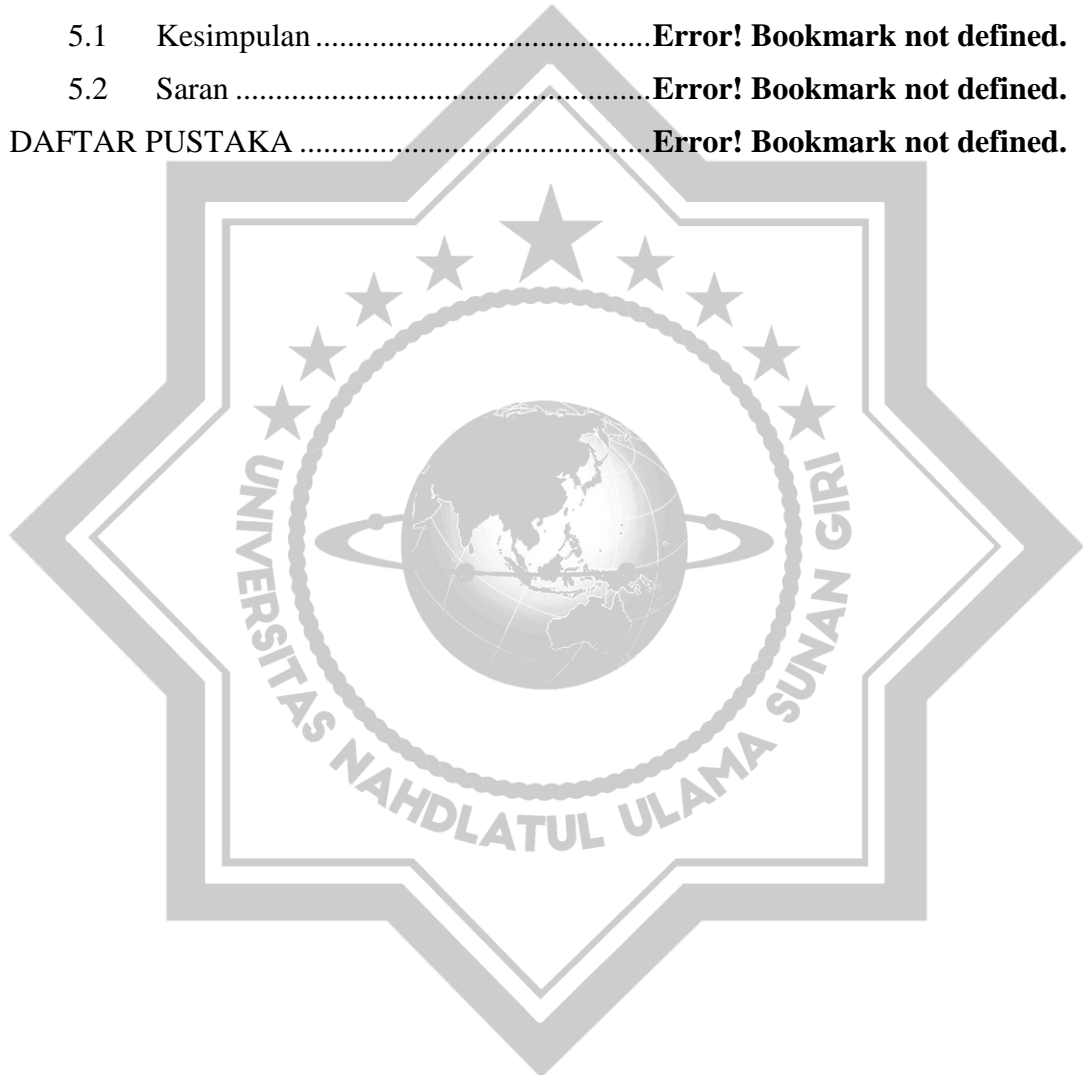 5.1 Kesimpulan..........................................Error! Bookmark not defined.
5.2 Saran....................................................Error! Bookmark not defined.
DAFTAR PUSTAKA............................................Error! Bookmark not defined.
UNIVERSITAS NAHDLATUL ULAMA SUNAN GIRI